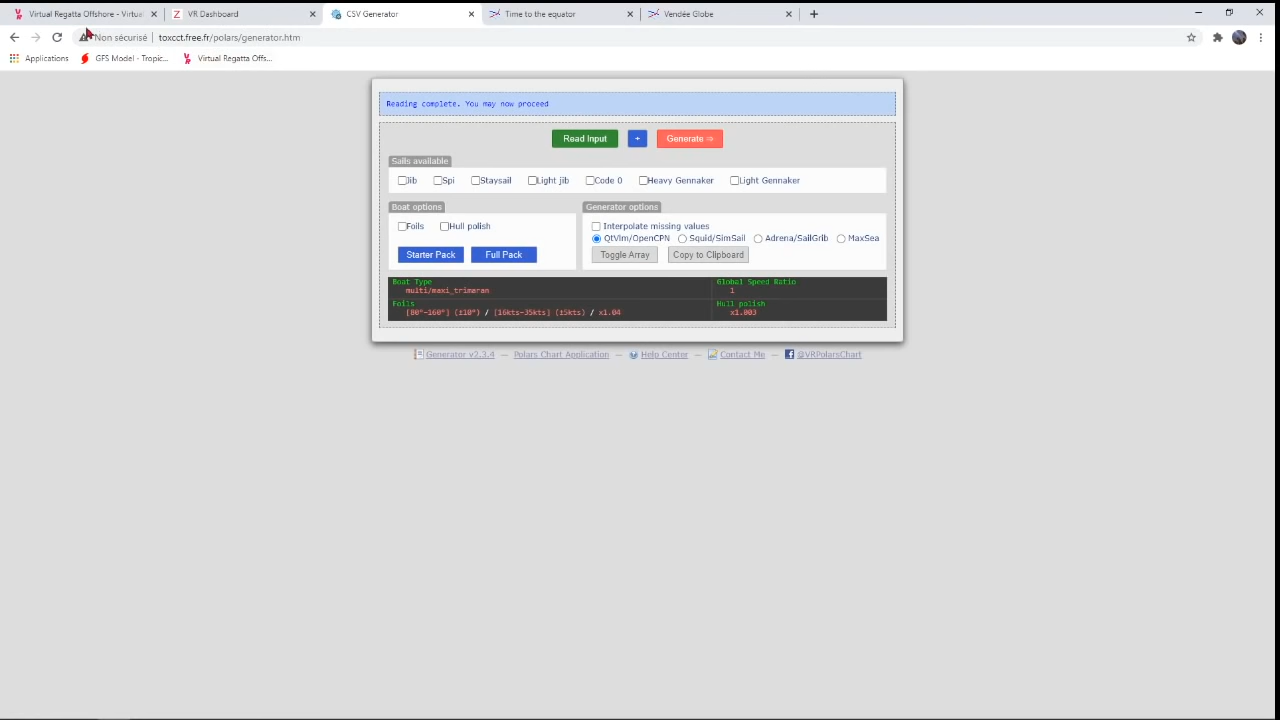 Virtual Regatta Offshore - Virtual
VR Dashboard
CSV Generator
Time to the equator
Vendée Globe
Non sécurisé
toxcct.free.fr/polars/generator.htm
Applications
GFS Model - Tropic...
Virtual Regatta Offs...
Reading complete. You may now proceed
Read Input
+
Generate ⇒
Sails available
Jib
Spi
Staysail
Light jib
Code 0
Heavy Gennaker
Light Gennaker
Boat options
Foils
Hull polish
Starter Pack
Full Pack
Generator options
Interpolate missing values
QtVlm/OpenCPN
Squid/SimSail
Adrena/SailGrib
MaxSea
Toggle Array
Copy to Clipboard
Boat Type
multi/maxi_trimaran
Global Speed Ratio
1
Foils
[80°-160°] (±10°) / [16kts-35kts] (±5kts) / x1.04
Hull polish
x1.003
Generator v2.3.4 — Polars Chart Application — Help Center — Contact Me — @VRPolarsChart